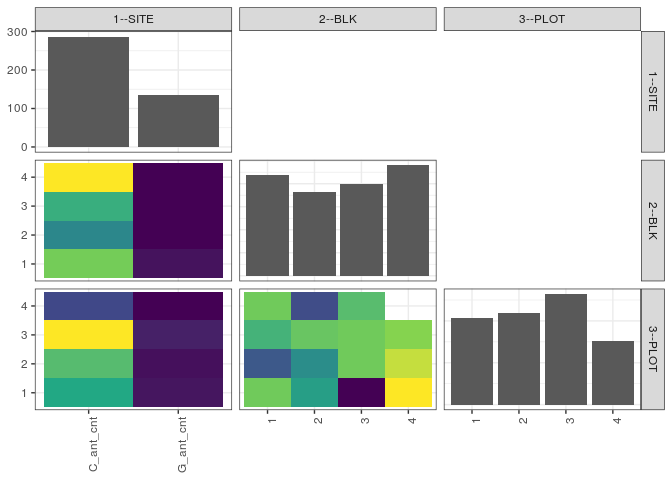 1--SITE 2--BLK 3--PLOT
300
200
100
0
1--SITE
4
3
2
1
2--BLK
4
3
2
1
3--PLOT
C_ant_cnt G_ant_cnt 1 2 3 4 1 2 3 4